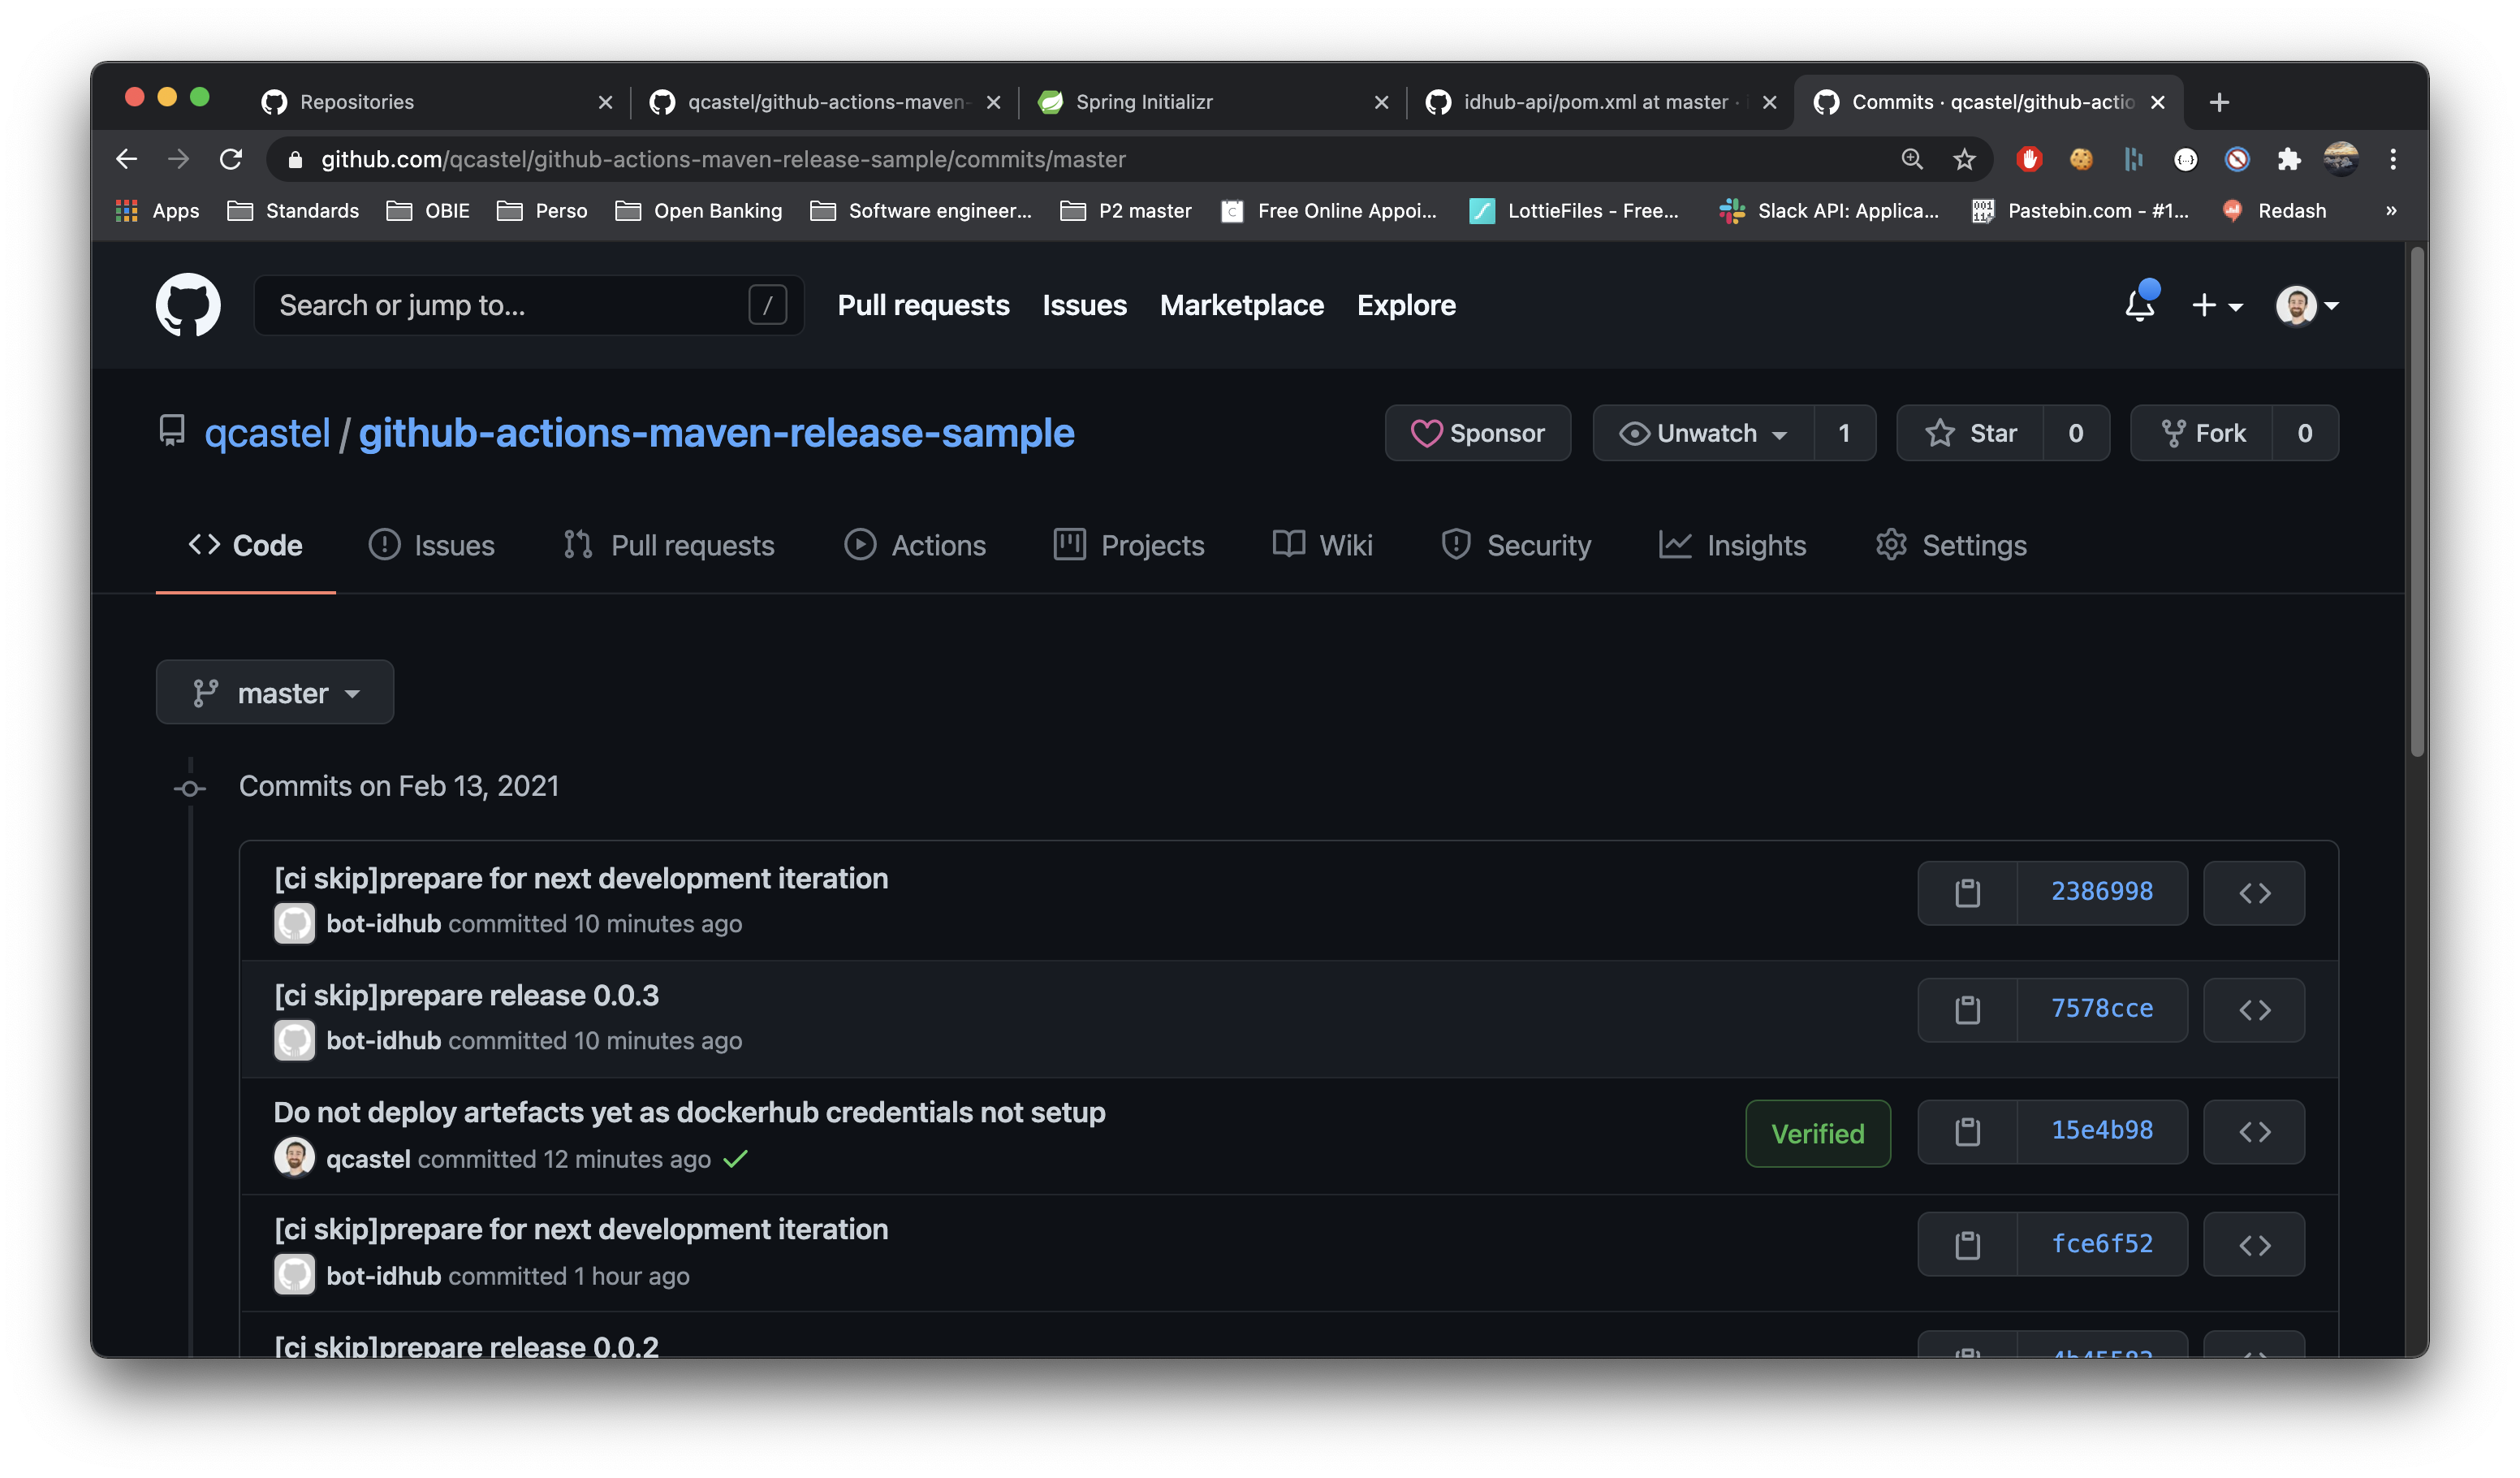 Repositories
qcastel/github-actions-maven-
Spring Initializr
idhub-api/pom.xml at master ·
Commits · qcastel/github-actio
github.com/qcastel/github-actions-maven-release-sample/commits/master
Apps
Standards
OBIE
Perso
Open Banking
Software engineer...
P2 master
Free Online Appoi...
LottieFiles - Free...
Slack API: Applica...
Pastebin.com - #1...
Redash
»
Search or jump to...
/
Pull requests
Issues
Marketplace
Explore
qcastel / github-actions-maven-release-sample
Sponsor
Unwatch 1
Star 0
Fork 0
Code
Issues
Pull requests
Actions
Projects
Wiki
Security
Insights
Settings
master
Commits on Feb 13, 2021
[ci skip]prepare for next development iteration
bot-idhub committed 10 minutes ago
2386998
[ci skip]prepare release 0.0.3
bot-idhub committed 10 minutes ago
7578cce
Do not deploy artefacts yet as dockerhub credentials not setup
qcastel committed 12 minutes ago
Verified
15e4b98
[ci skip]prepare for next development iteration
bot-idhub committed 1 hour ago
fce6f52
[ci skip]prepare release 0.0.2